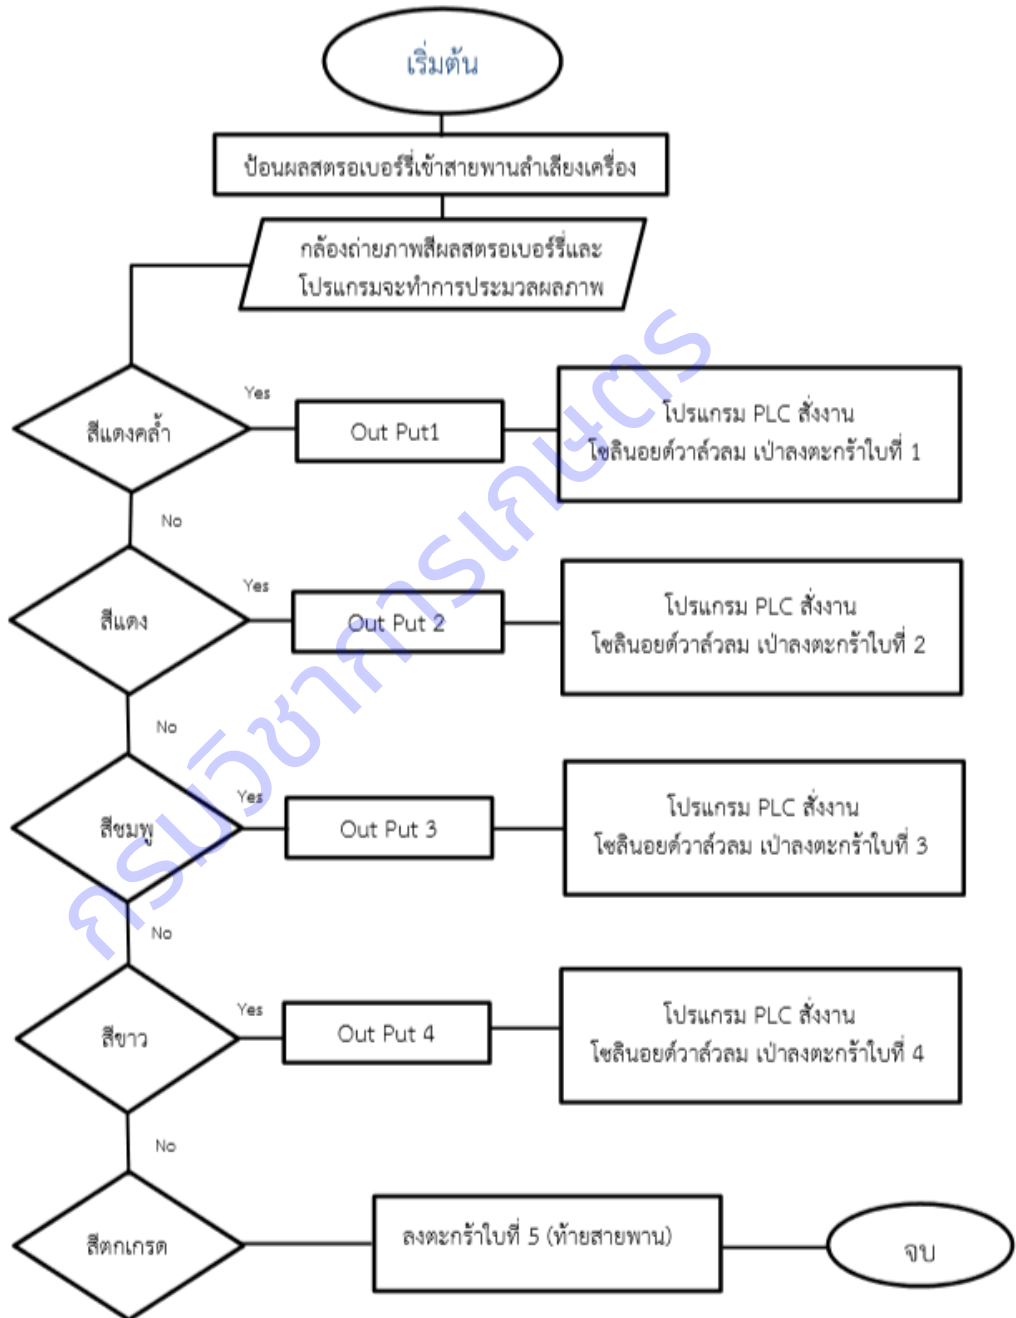 เริ่มต้น
ป้อนผลสตรอเบอร์รี่เข้าสายพานลำเลียงเครื่อง
กล้องถ่ายภาพสีผลสตรอเบอร์รี่และ
โปรแกรมจะทำการประมวลผลภาพ
สีแดงคล้ำ
Yes
Out Put1
โปรแกรม PLC สั่งงาน
โซลินอยด์วาล์วลม เป่าลงตะกร้าใบที่ 1
No
สีแดง
Yes
Out Put 2
โปรแกรม PLC สั่งงาน
โซลินอยด์วาล์วลม เป่าลงตะกร้าใบที่ 2
No
สีชมพู
Yes
Out Put 3
โปรแกรม PLC สั่งงาน
โซลินอยด์วาล์วลม เป่าลงตะกร้าใบที่ 3
No
สีขาว
Yes
Out Put 4
โปรแกรม PLC สั่งงาน
โซลินอยด์วาล์วลม เป่าลงตะกร้าใบที่ 4
No
สีตกเกรด
ลงตะกร้าใบที่ 5 (ท้ายสายพาน)
จบ
กรมวิชาการเกษตร